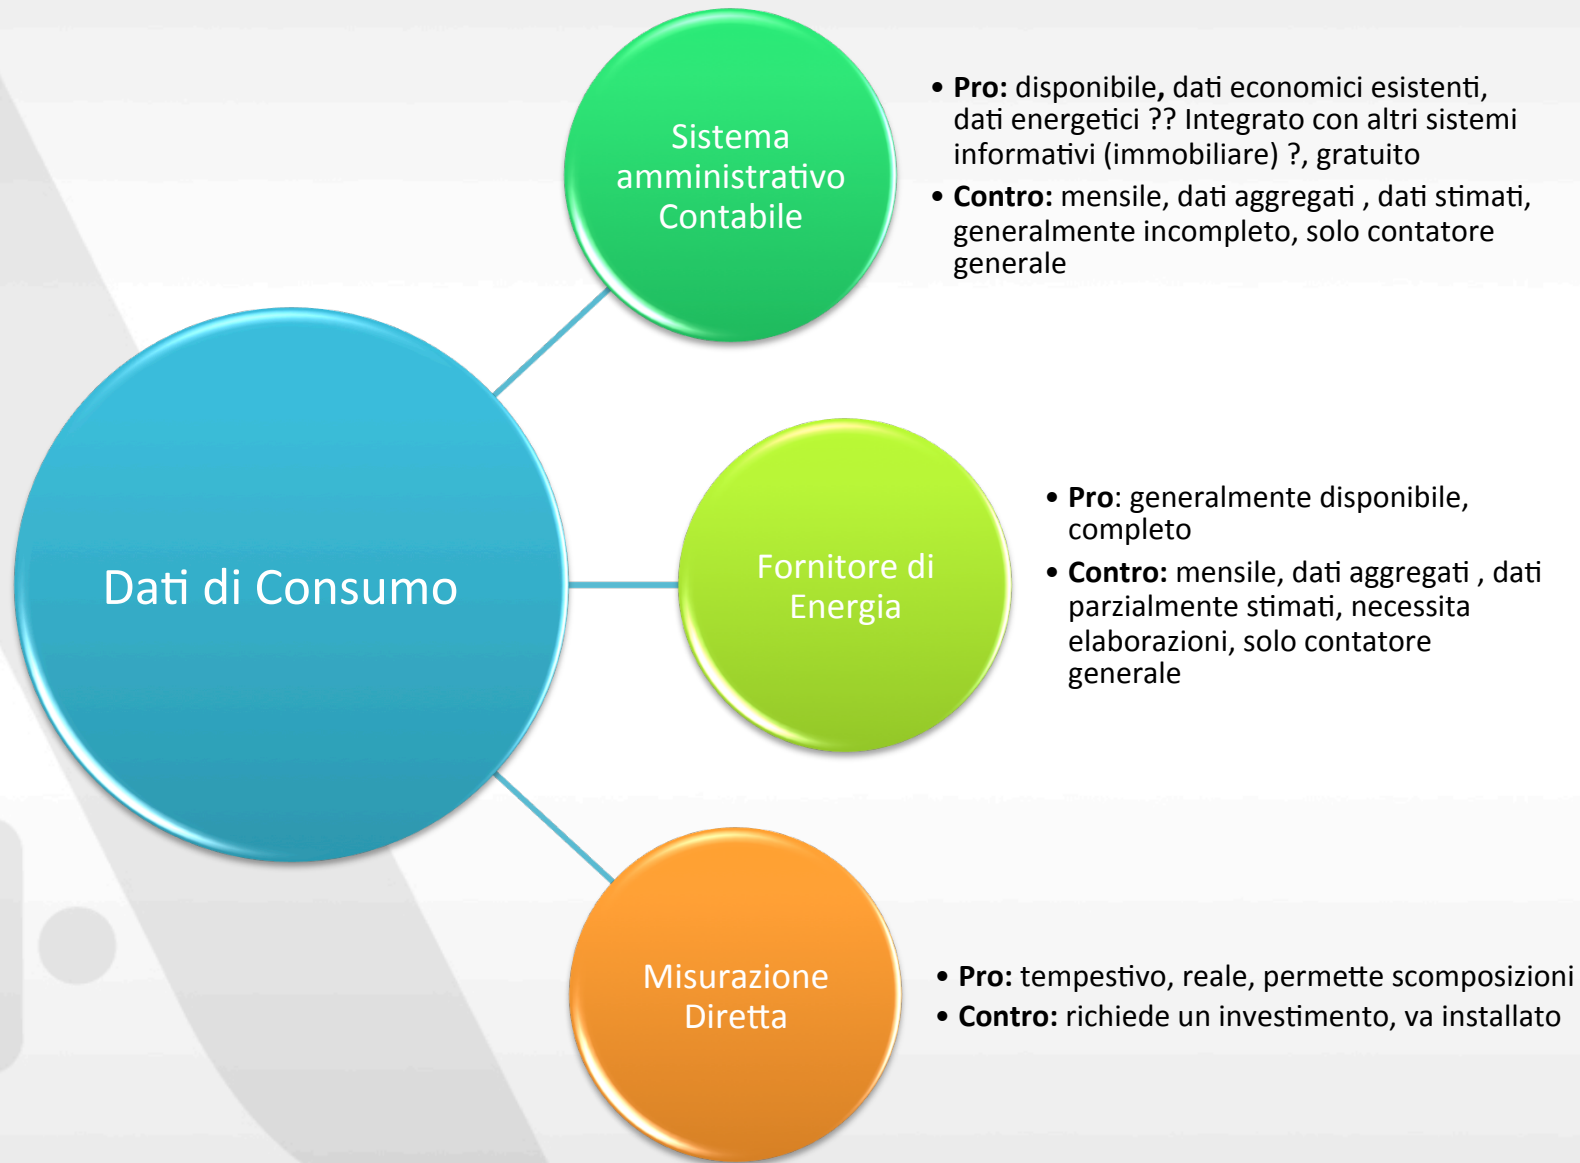 Dati di Consumo
Sistema
amministrativo
Contabile
• Pro: disponibile, dati economici esistenti,
dati energetici ?? Integrato con altri sistemi
informativi (immobiliare) ?, gratuito
• Contro: mensile, dati aggregati , dati stimati,
generalmente incompleto, solo contatore
generale
Fornitore di
Energia
• Pro: generalmente disponibile,
completo
• Contro: mensile, dati aggregati , dati
parzialmente stimati, necessita
elaborazioni, solo contatore
generale
Misurazione
Diretta
• Pro: tempestivo, reale, permette scomposizioni
• Contro: richiede un investimento, va installato